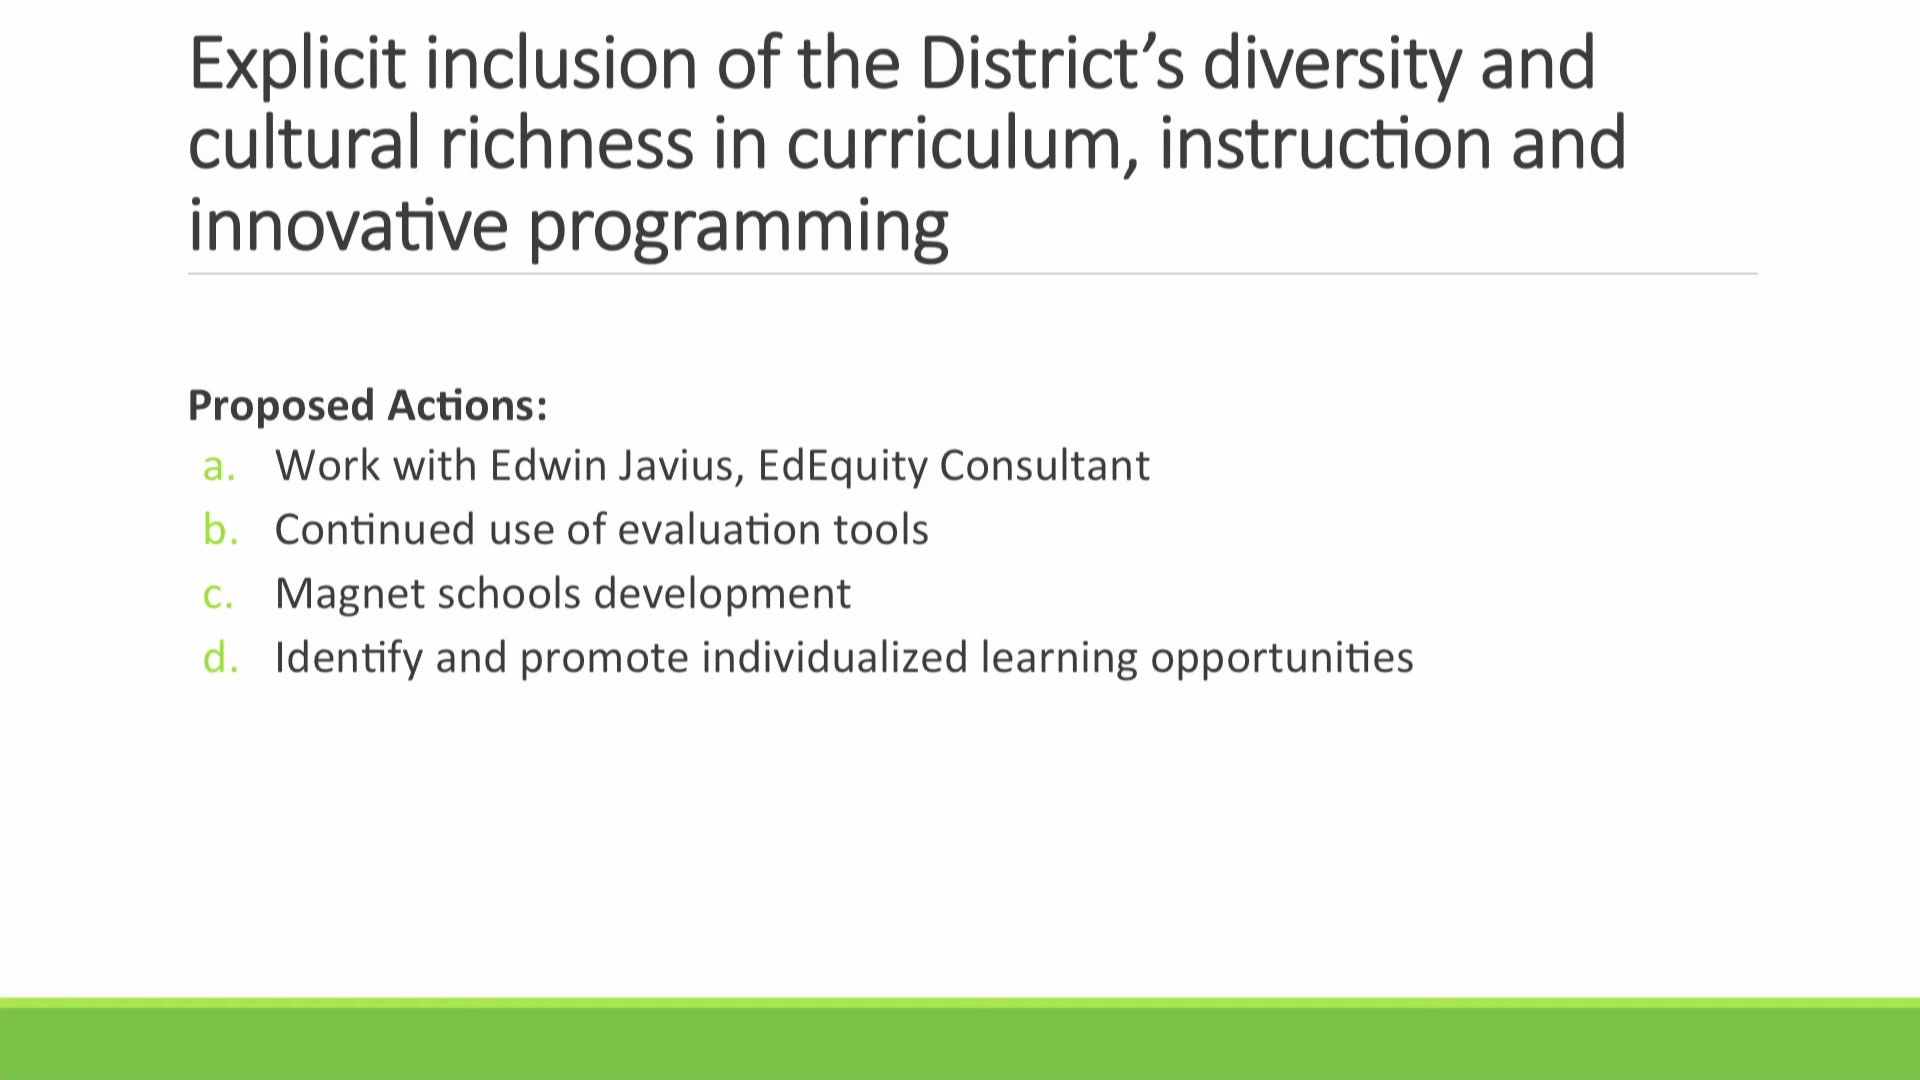 Explicit inclusion of the District’s diversity and
cultural richness in curriculum, instruction and
innovative programming
Proposed Actions:
a. Work with Edwin Javius, EdEquity Consultant
b. Continued use of evaluation tools
c. Magnet schools development
d. Identify and promote individualized learning opportunities